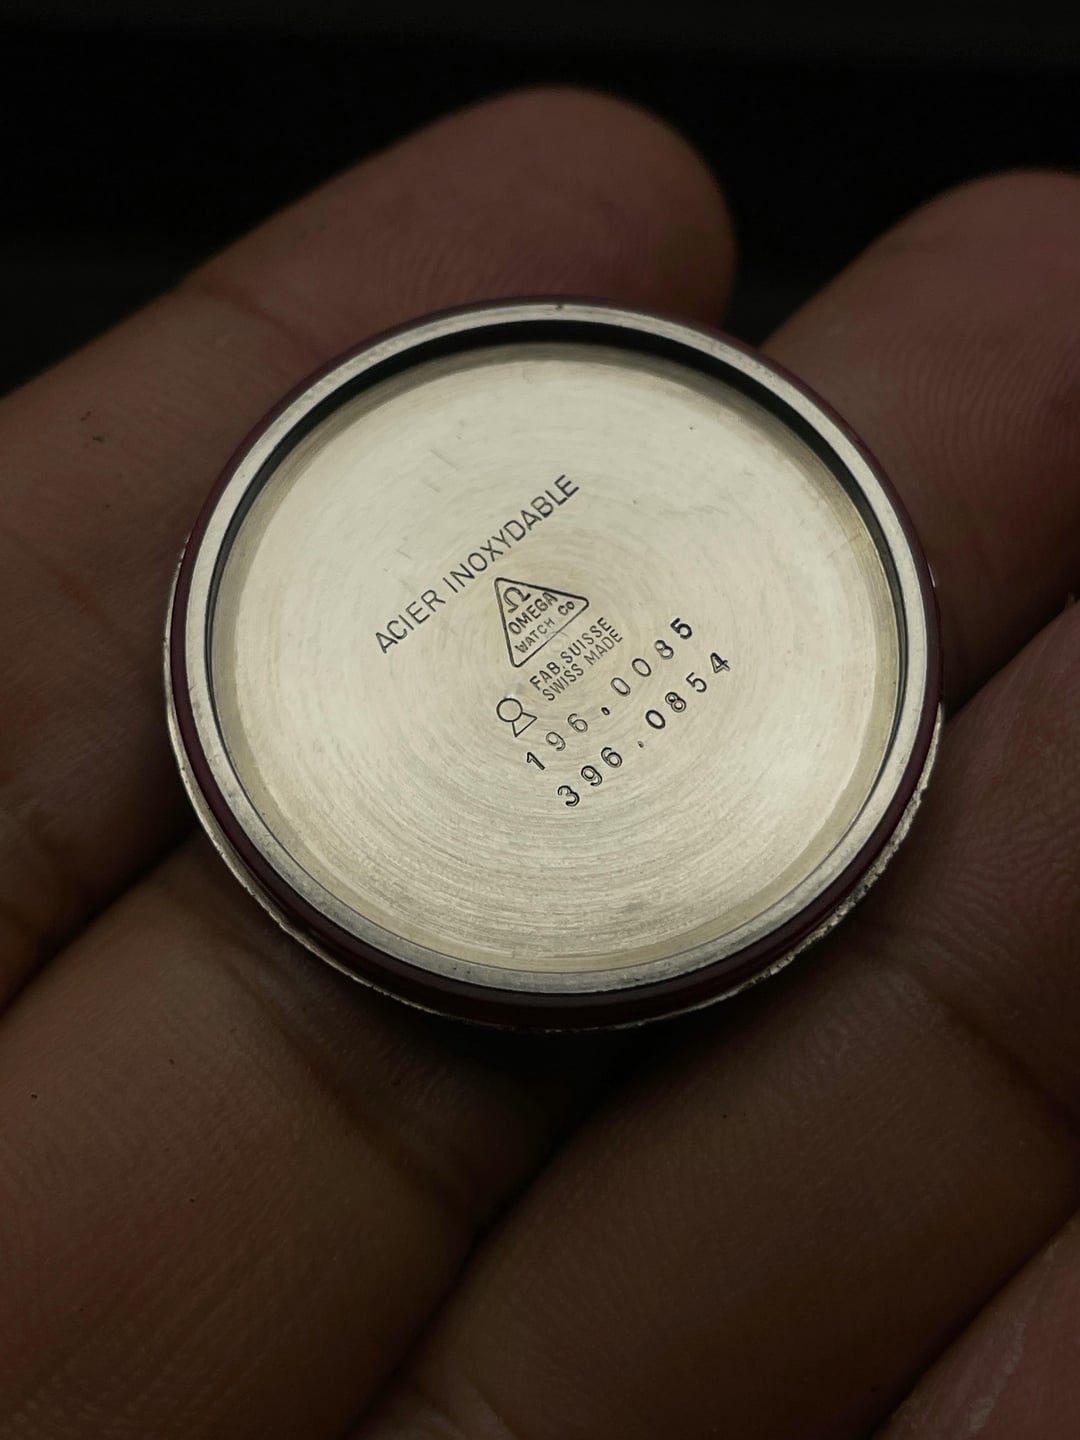 ACIER INOXYDABLE
Ω
OMEGA
WATCH Co
FAB. SUISSE
SWISS MADE
196.0085
396.0854